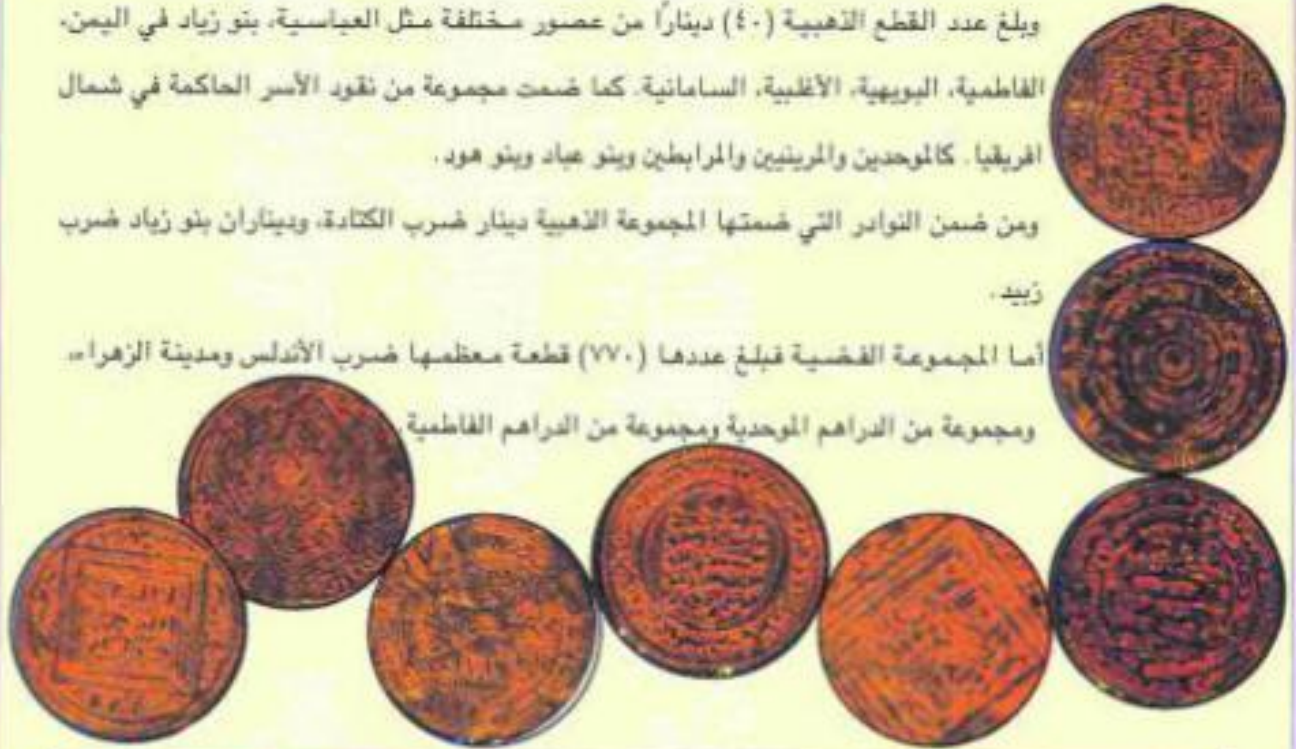 وبلغ عدد القطع الذهبية (٤٠) دينارًا من عصور مختلفة مثل العباسية، بنو زياد في اليمن،
الفاطمية، البويهية، الأغلبية، السامانية. كما ضمت مجموعة من نقود الأسر الحاكمة في شمال
افريقيا. كالموحدين والمرينيين والمرابطين وبنو عباد وبنو هود.
ومن ضمن النوادر التي ضمتها المجموعة الذهبية دينار ضرب الكتادة، وديناران بنو زياد ضرب
زبيد.
أما المجموعة الفضية فبلغ عددها (٧٧٠) قطعة معظمها ضرب الأندلس ومدينة الزهراء،
ومجموعة من الدراهم الموحدية ومجموعة من الدراهم الفاطمية.